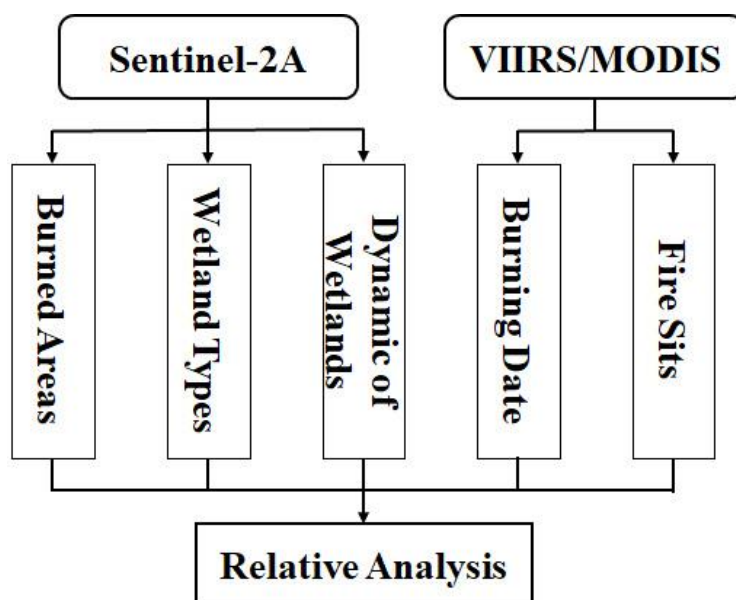 Sentinel-2A
VIIRS/MODIS
Burned Areas
Wetland Types
Dynamic of
Wetlands
Burning Date
Fire Sits
Relative Analysis